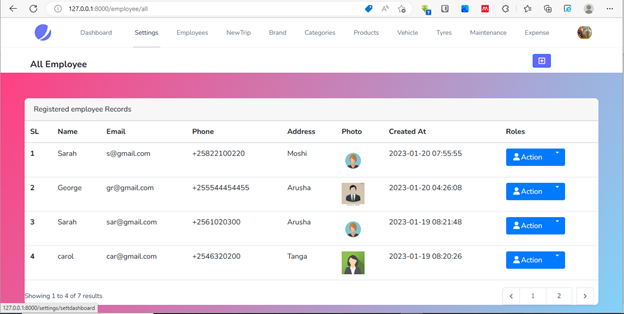 127.0.0.1:8000/employee/all
Dashboard Settings Employees NewTrip Brand Categories Products Vehicle Tyres Maintenance Expense
All Employee
Registered employee Records
SL Name Email Phone Address Photo Created At Roles
1 Sarah s@gmail.com +25822100220 Moshi 2023-01-20 07:55:55 Action
2 George gr@gmail.com +255544454455 Arusha 2023-01-20 04:26:08 Action
3 Sarah sar@gmail.com +2561020300 Arusha 2023-01-19 08:21:48 Action
4 carol car@gmail.com +2546320200 Tanga 2023-01-19 08:20:26 Action
Showing 1 to 4 of 7 results
‹ 1 2 ›
127.0.0.1:8000/settings/settdashboard